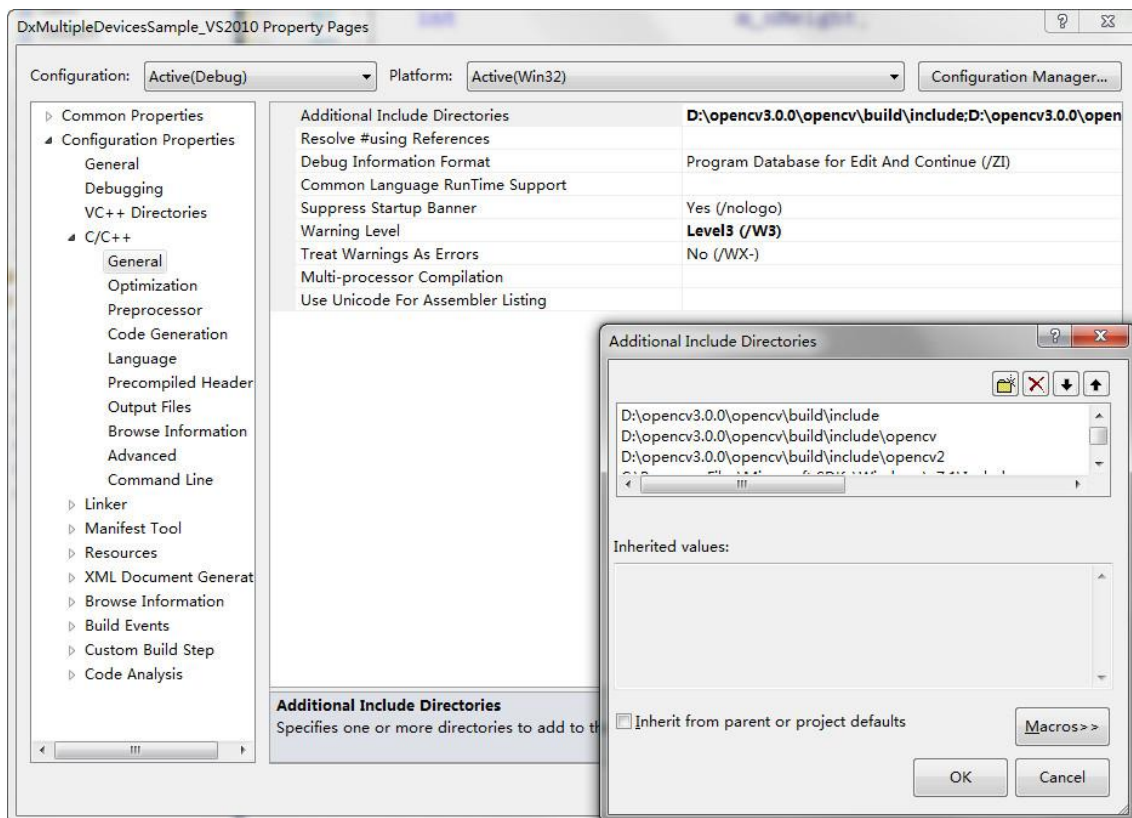 DxMultipleDevicesSample_VS2010 Property Pages
int
Configuration: Active(Debug) Platform: Active(Win32) Configuration Manager...
Common Properties
Configuration Properties
General
Debugging
VC++ Directories
C/C++
General
Optimization
Preprocessor
Code Generation
Language
Precompiled Header
Output Files
Browse Information
Advanced
Command Line
Linker
Manifest Tool
Resources
XML Document Generat
Browse Information
Build Events
Custom Build Step
Code Analysis
Additional Include Directories D:\opencv3.0.0\opencv\build\include;D:\opencv3.0.0\open
Resolve #using References
Debug Information Format Program Database for Edit And Continue (/ZI)
Common Language RunTime Support
Suppress Startup Banner Yes (/nologo)
Warning Level Level3 (/W3)
Treat Warnings As Errors No (/WX-)
Multi-processor Compilation
Use Unicode For Assembler Listing
Additional Include Directories
Specifies one or more directories to add to th
Additional Include Directories
D:\opencv3.0.0\opencv\build\include
D:\opencv3.0.0\opencv\build\include\opencv
D:\opencv3.0.0\opencv\build\include\opencv2
Inherited values:
Inherit from parent or project defaults
Macros>>
OK Cancel